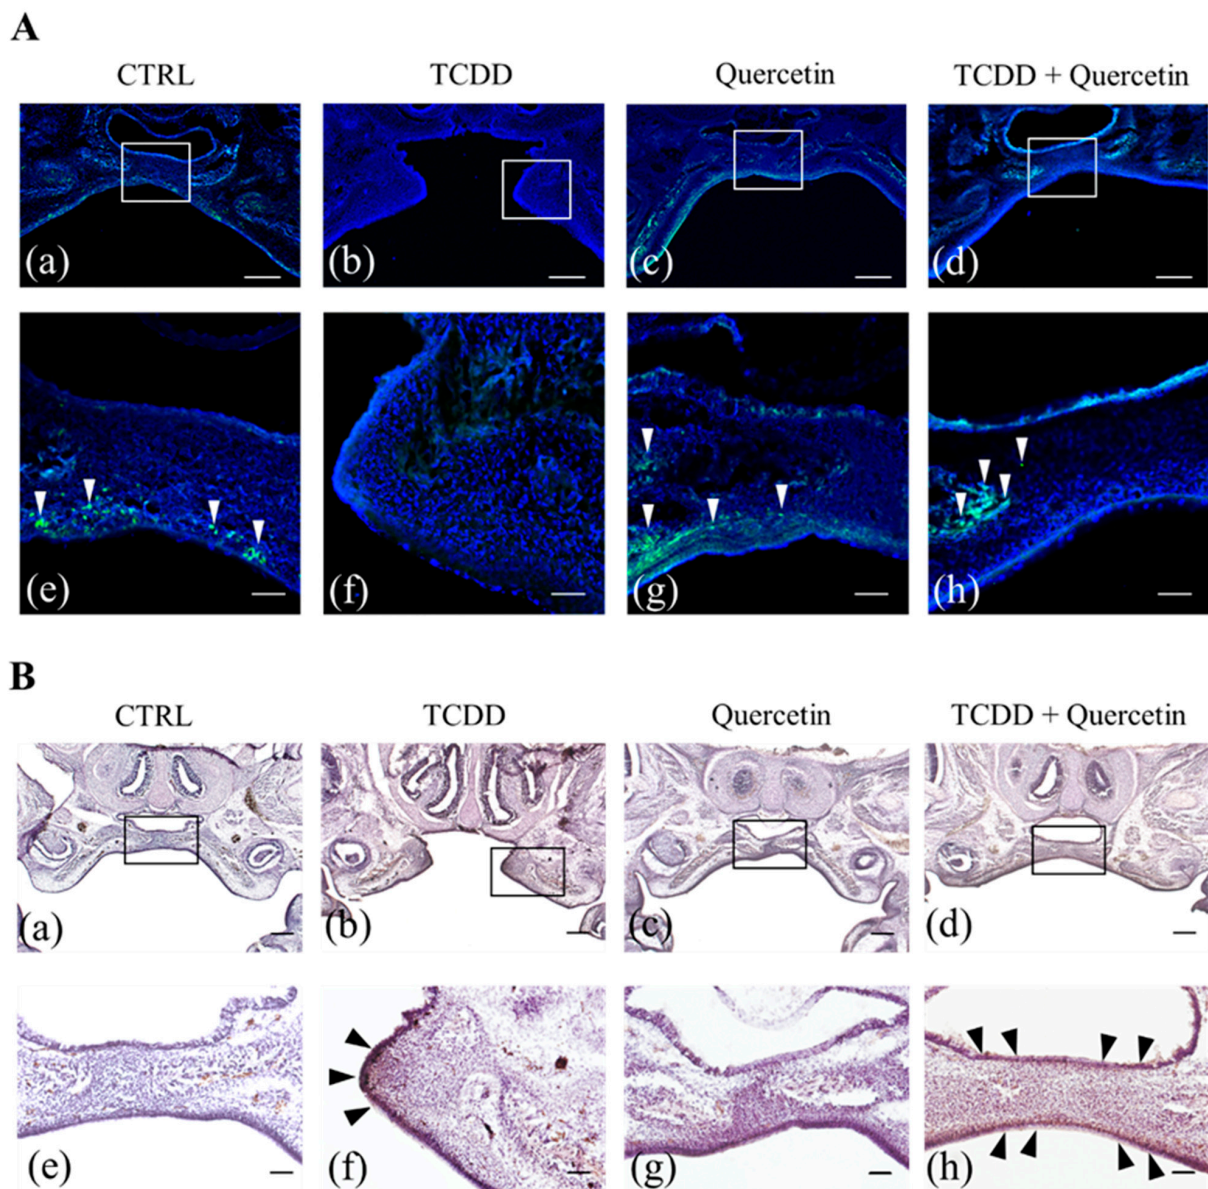 A
CTRL TCDD Quercetin TCDD + Quercetin
(a) (b) (c) (d)
(e) (f) (g) (h)
B
CTRL TCDD Quercetin TCDD + Quercetin
(a) (b) (c) (d)
(e) (f) (g) (h)